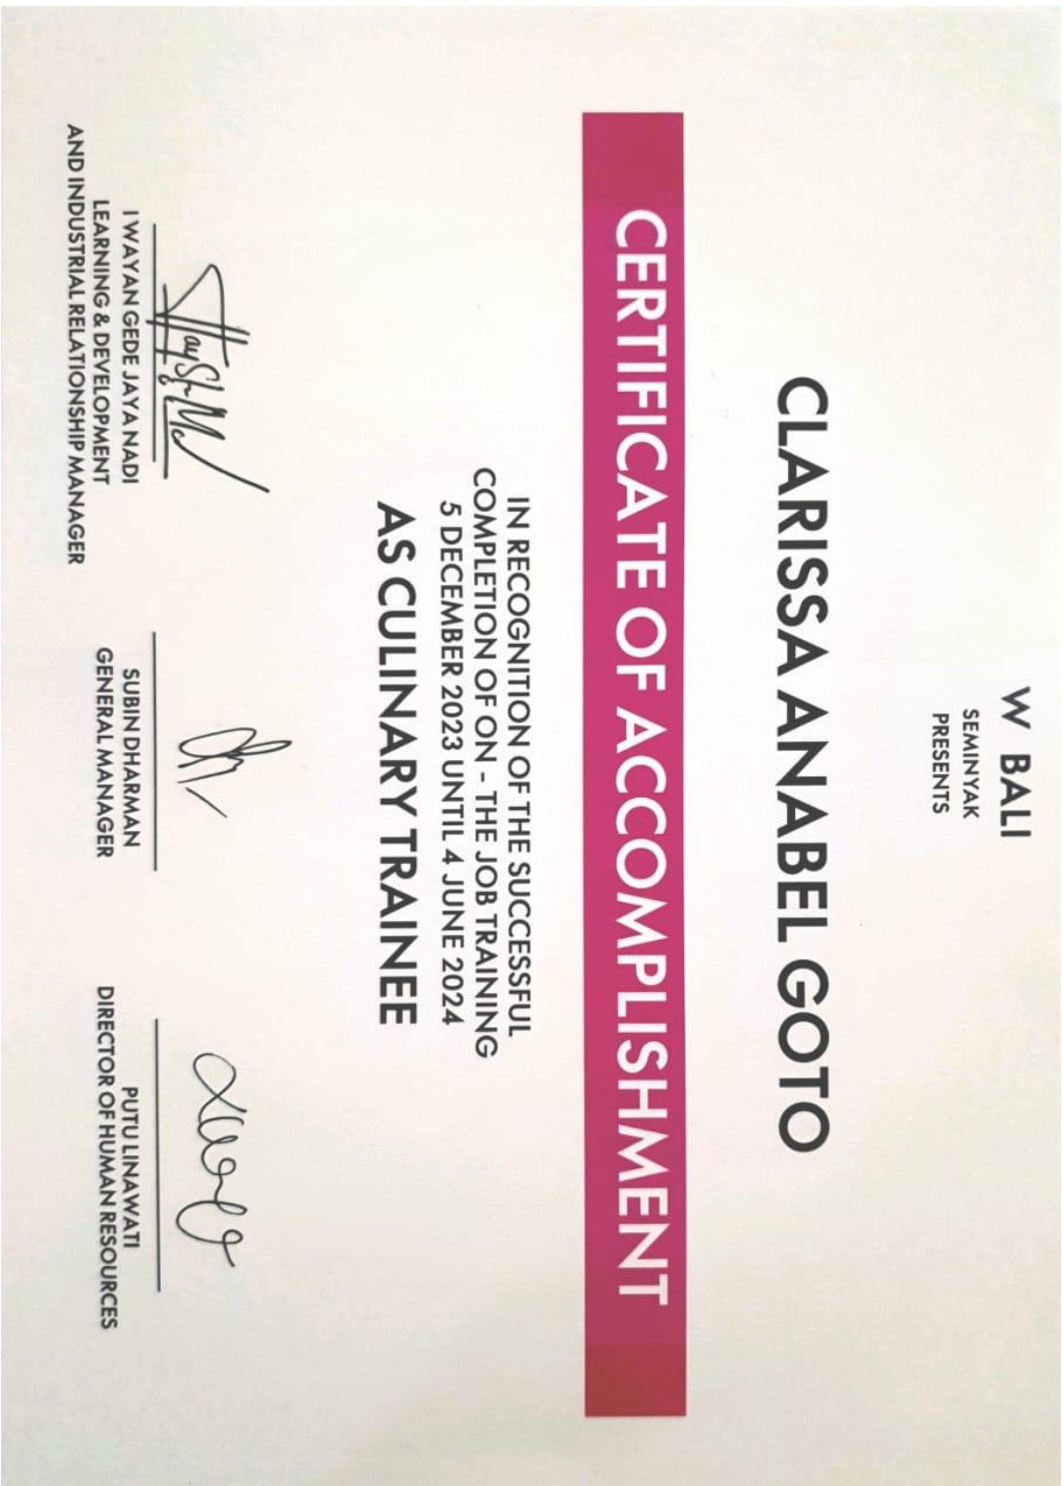 W BALI
SEMINYAK
PRESENTS
CLARISSA ANABEL GOTO
CERTIFICATE OF ACCOMPLISHMENT
IN RECOGNITION OF THE SUCCESSFUL
COMPLETION OF ON - THE JOB TRAINING
5 DECEMBER 2023 UNTIL 4 JUNE 2024
AS CULINARY TRAINEE
I WAYAN GEDE JAYA NADI
LEARNING & DEVELOPMENT
AND INDUSTRIAL RELATIONSHIP MANAGER
SUBIN DHARMAN
GENERAL MANAGER
PUTU LINAWATI
DIRECTOR OF HUMAN RESOURCES